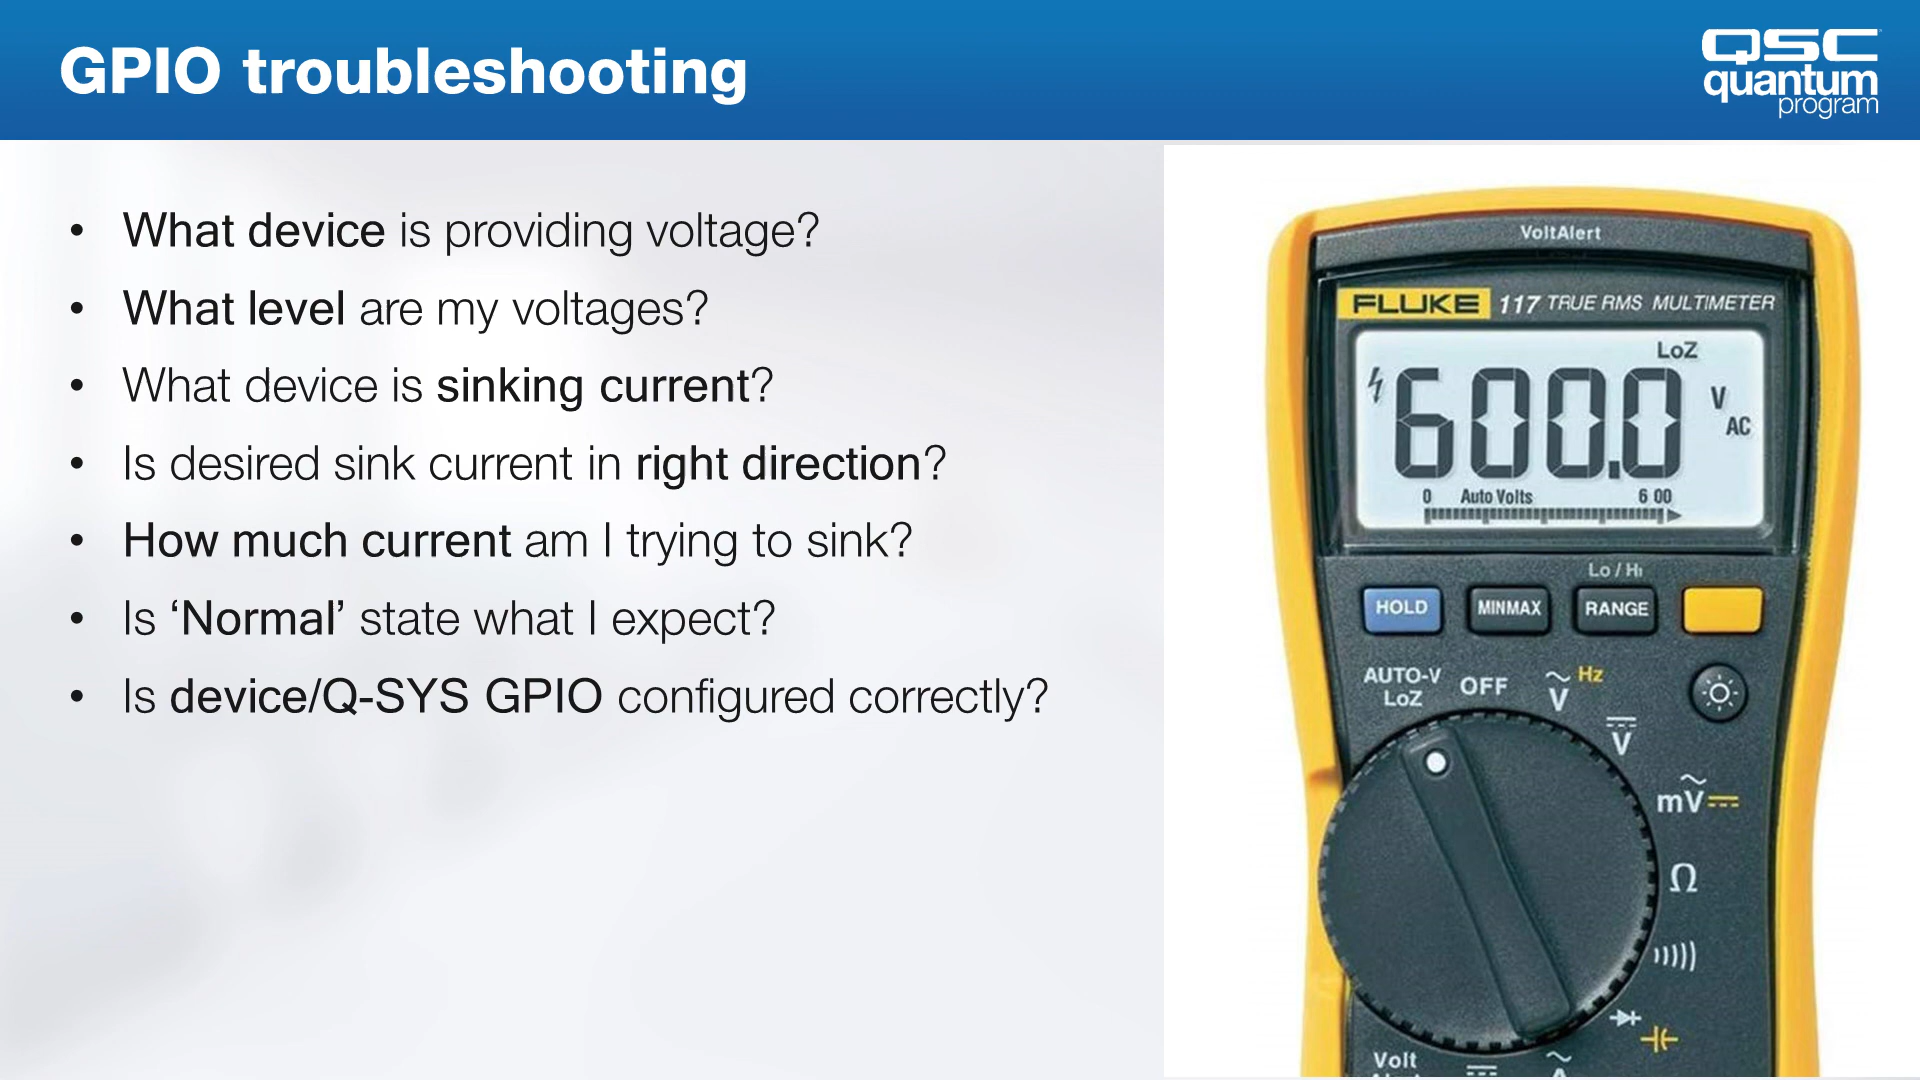 GPIO troubleshooting
QSC
quantum
program
• What device is providing voltage?
• What level are my voltages?
• What device is sinking current?
• Is desired sink current in right direction?
• How much current am I trying to sink?
• Is ‘Normal’ state what I expect?
• Is device/Q-SYS GPIO configured correctly?
VoltAlert
FLUKE 117 TRUE RMS MULTIMETER
LoZ
600.0 V
AC
0 Auto Volts 6 00
Lo / Hi
HOLD MINMAX RANGE
AUTO-V
LoZ
OFF
Hz
V
V
mV
Ω
Volt